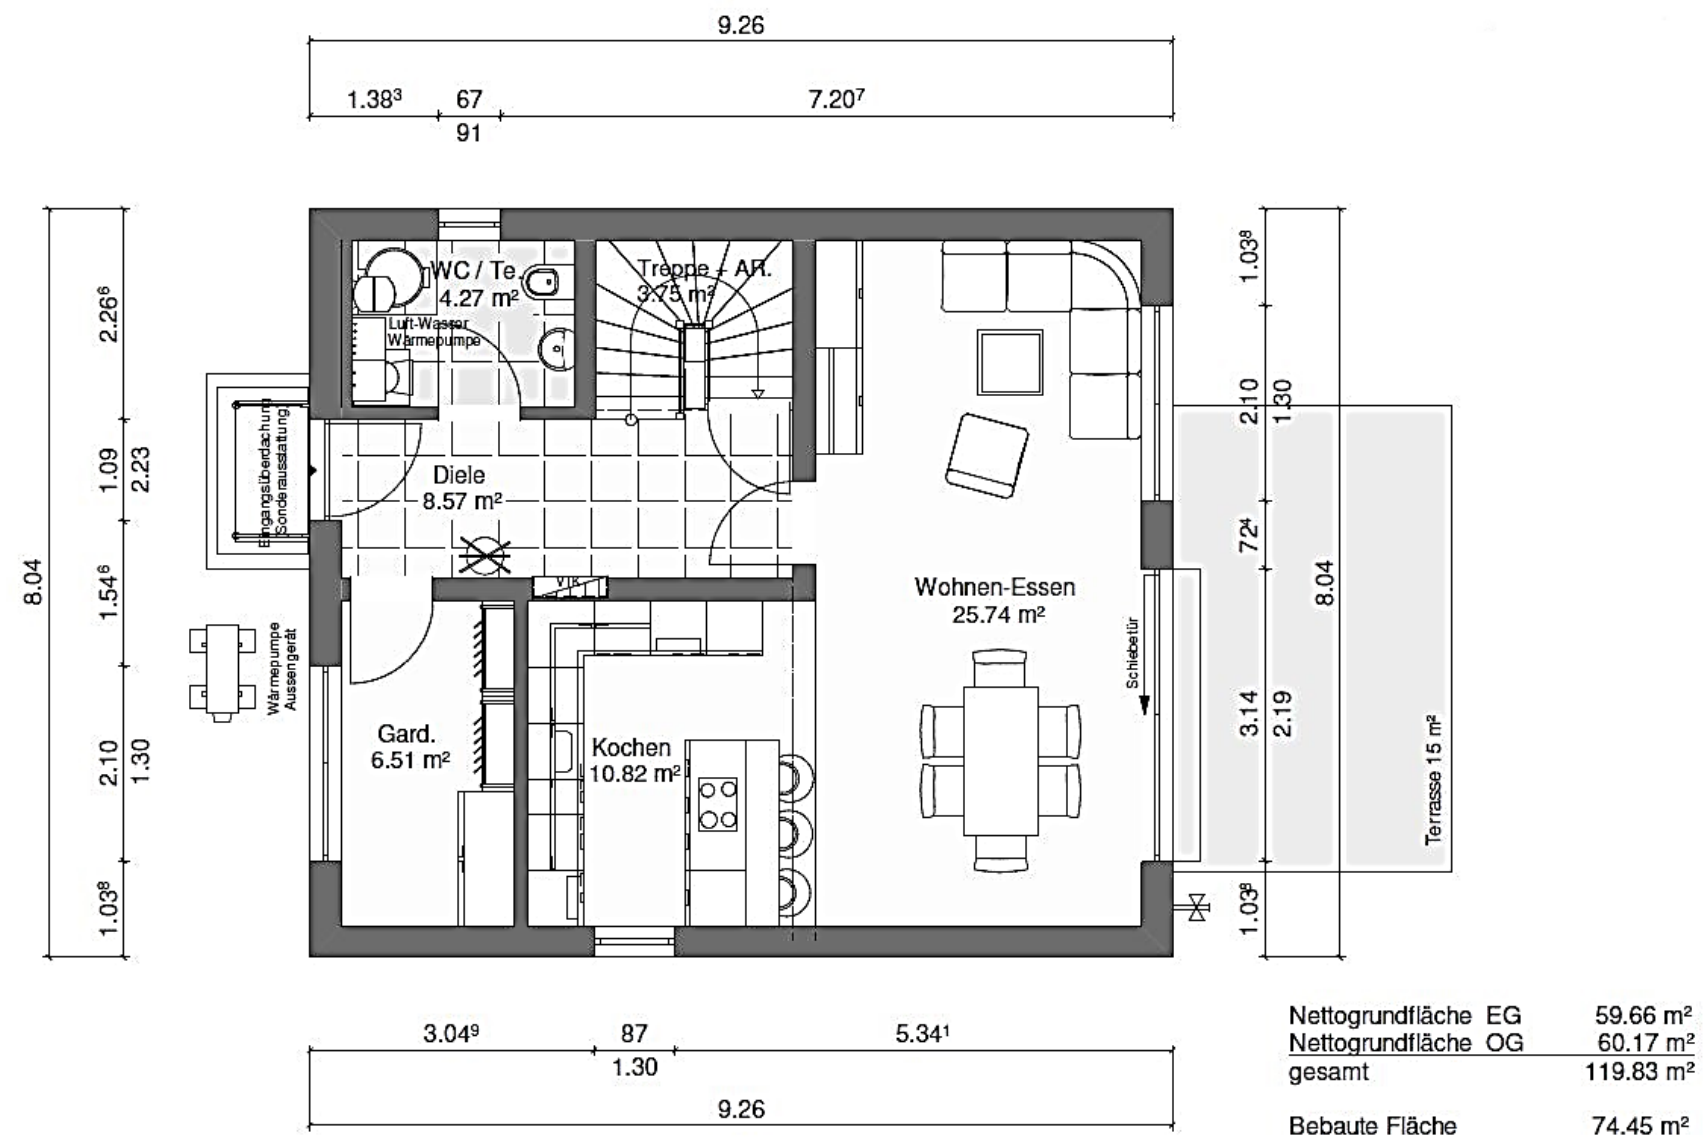 9.26
1.38³ 67 7.20⁷
91
WC / Te.
4.27 m²
Luft-Wasser
Wärmepumpe
Treppe + AR.
3.75 m²
2.26⁶
1.09
2.23
1.54⁶
2.10
1.30
1.03⁸
8.04
Eingangsüberdachung
Sonderausstattung
Diele
8.57 m²
VTK
Wärmepumpe
Aussengerät
Gard.
6.51 m²
Kochen
10.82 m²
Wohnen-Essen
25.74 m²
Schiebetür
1.03⁸
2.10
1.30
72⁴
3.14
2.19
1.03⁸
8.04
Terrasse 15 m²
3.04⁹ 87 5.34¹
1.30
9.26
Nettogrundfläche EG 59.66 m²
Nettogrundfläche OG 60.17 m²
gesamt 119.83 m²
Bebaute Fläche 74.45 m²